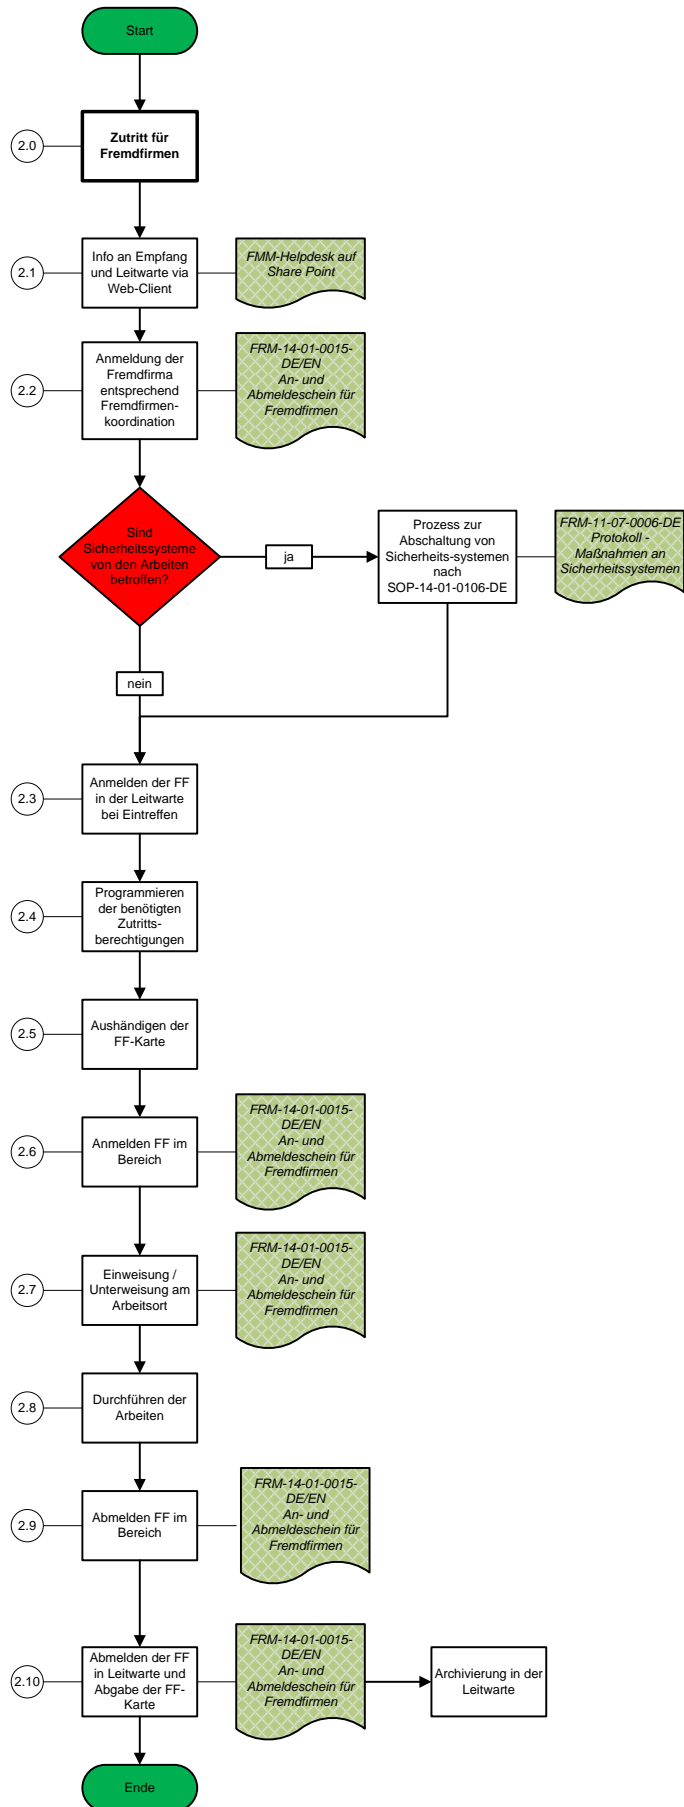 Start
2.0
Zutritt für
Fremdfirmen
2.1
Info an Empfang
und Leitwarte via
Web-Client
FMM-Helpdesk auf
Share Point
2.2
Anmeldung der
Fremdfirma
entsprechend
Fremdfirmen-
koordination
FRM-14-01-0015-
DE/EN
An- und
Abmeldeschein für
Fremdfirmen
Sind
Sicherheitssysteme
von den Arbeiten
betroffen?
ja
Prozess zur
Abschaltung von
Sicherheits-systemen
nach
SOP-14-01-0106-DE
FRM-11-07-0006-DE
Protokoll -
Maßnahmen an
Sicherheitssystemen
nein
2.3
Anmelden der FF
in der Leitwarte
bei Eintreffen
2.4
Programmieren
der benötigten
Zutritts-
berechtigungen
2.5
Aushändigen der
FF-Karte
2.6
Anmelden FF im
Bereich
FRM-14-01-0015-
DE/EN
An- und
Abmeldeschein für
Fremdfirmen
2.7
Einweisung /
Unterweisung am
Arbeitsort
FRM-14-01-0015-
DE/EN
An- und
Abmeldeschein für
Fremdfirmen
2.8
Durchführen der
Arbeiten
2.9
Abmelden FF im
Bereich
FRM-14-01-0015-
DE/EN
An- und
Abmeldeschein für
Fremdfirmen
2.10
Abmelden der FF
in Leitwarte und
Abgabe der FF-
Karte
FRM-14-01-0015-
DE/EN
An- und
Abmeldeschein für
Fremdfirmen
Archivierung in der
Leitwarte
Ende